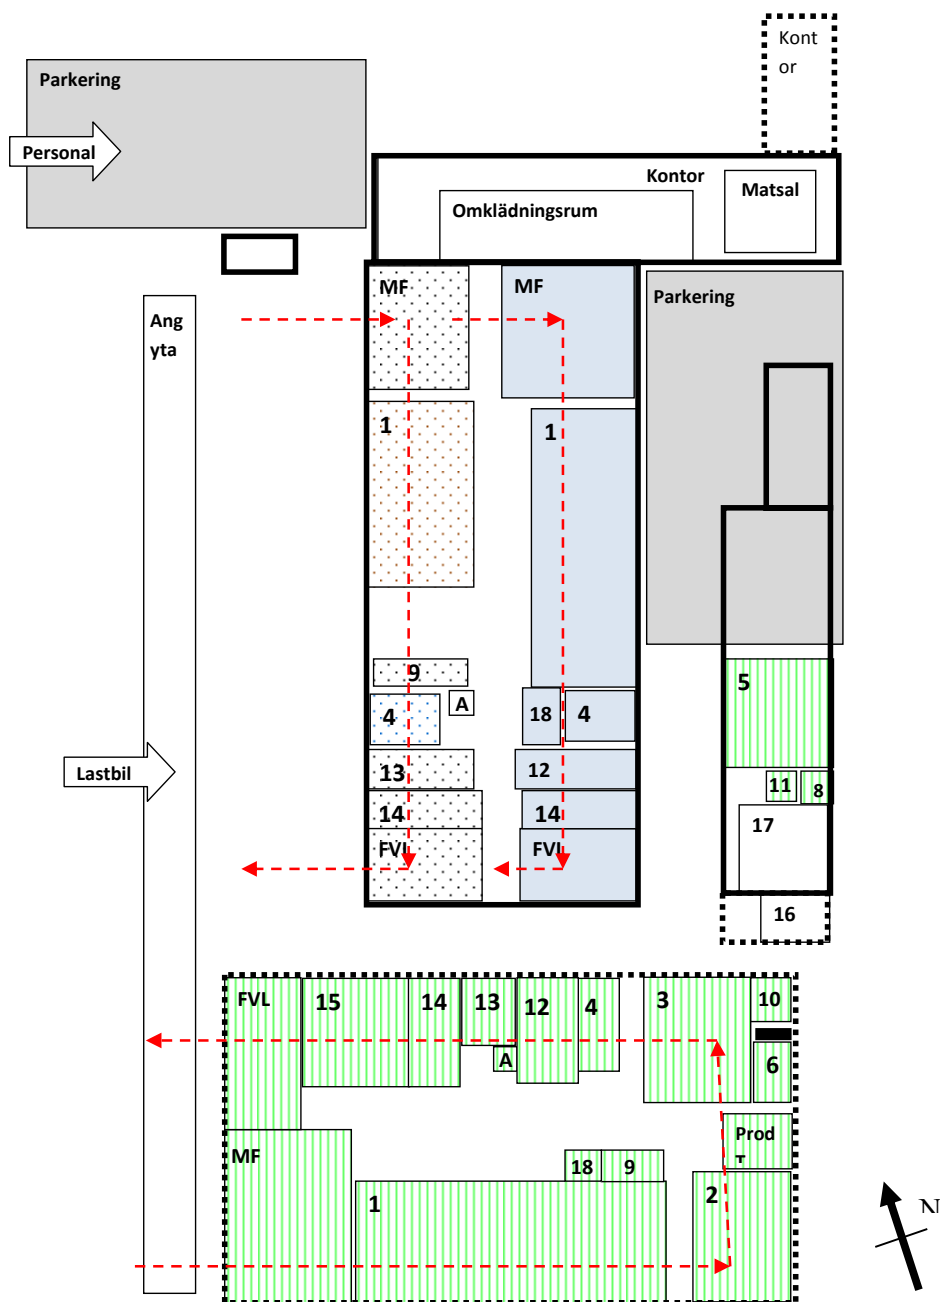 Kont
or
Parkering
Personal
Kontor
Matsal
Omklädningsrum
MF
MF
Parkering
Ang
yta
1
1
9
5
A
4
18
4
Lastbil
13
12
11
8
14
14
17
FVL
FVL
16
FVL
15
14
13
12
4
3
10
A
6
Prod
T
MF
18
9
1
2
N